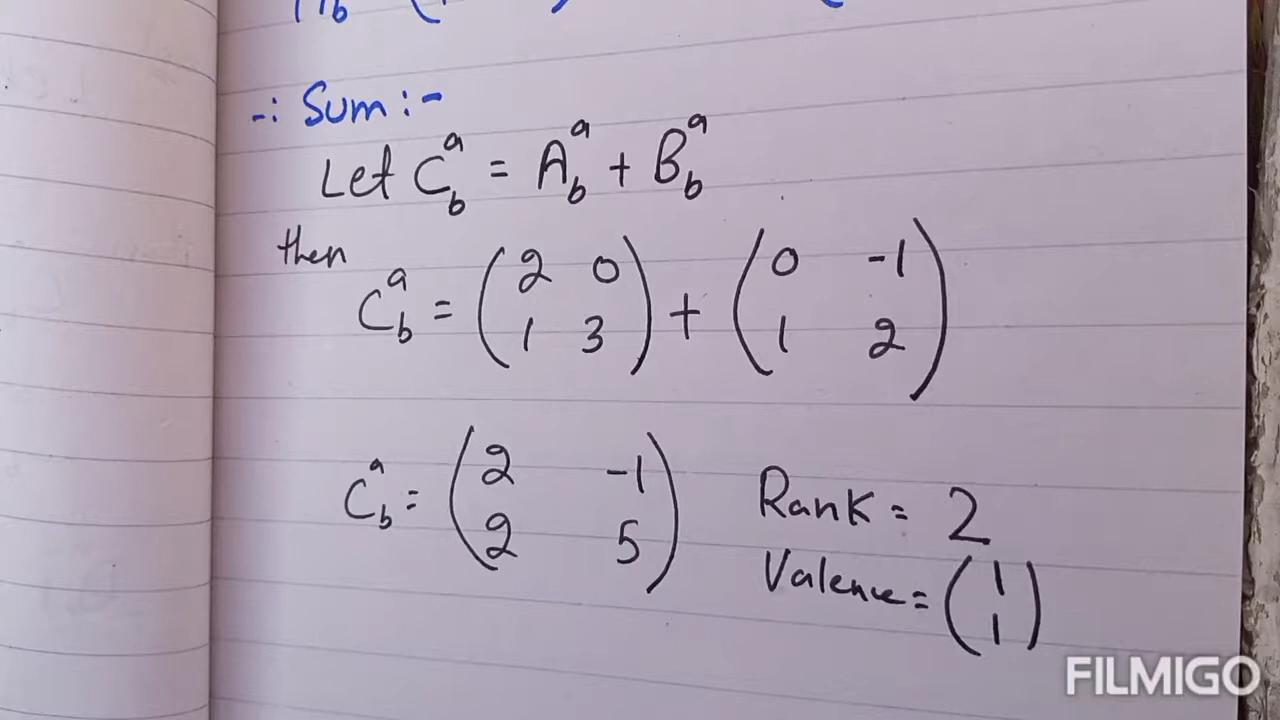 -: Sum :-
Let C^a_b = A^a_b + B^a_b
then
C^a_b = (2 0 / 1 3) + (0 -1 / 1 2)
C^a_b = (2 -1 / 2 5) Rank = 2
Valence = (1 / 1)
FILMIGO